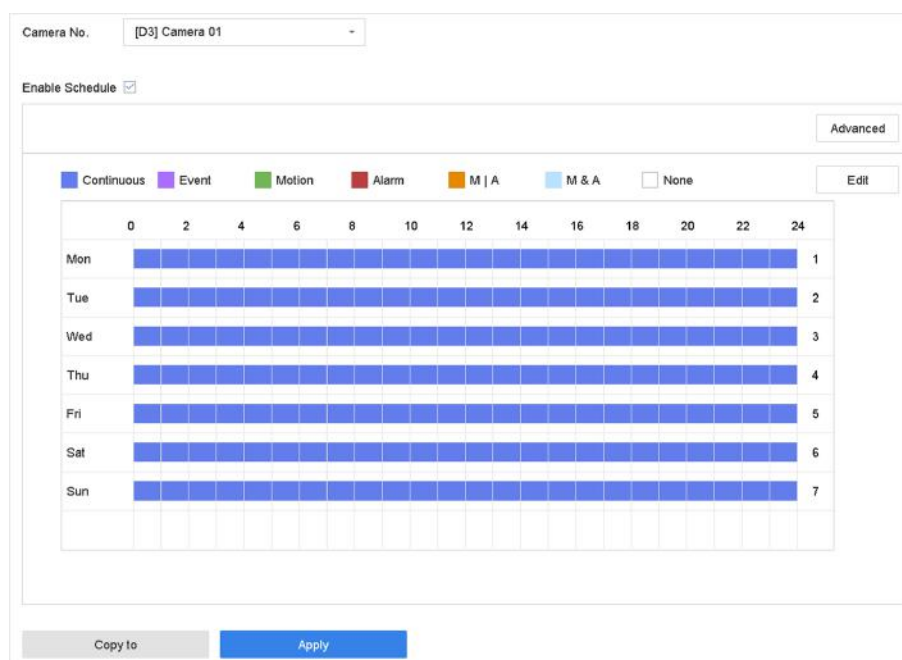 Camera No. [D3] Camera 01
Enable Schedule
Advanced
Continuous Event Motion Alarm M | A M & A None Edit
0 2 4 6 8 10 12 14 16 18 20 22 24
Mon 1
Tue 2
Wed 3
Thu 4
Fri 5
Sat 6
Sun 7
Copy to Apply